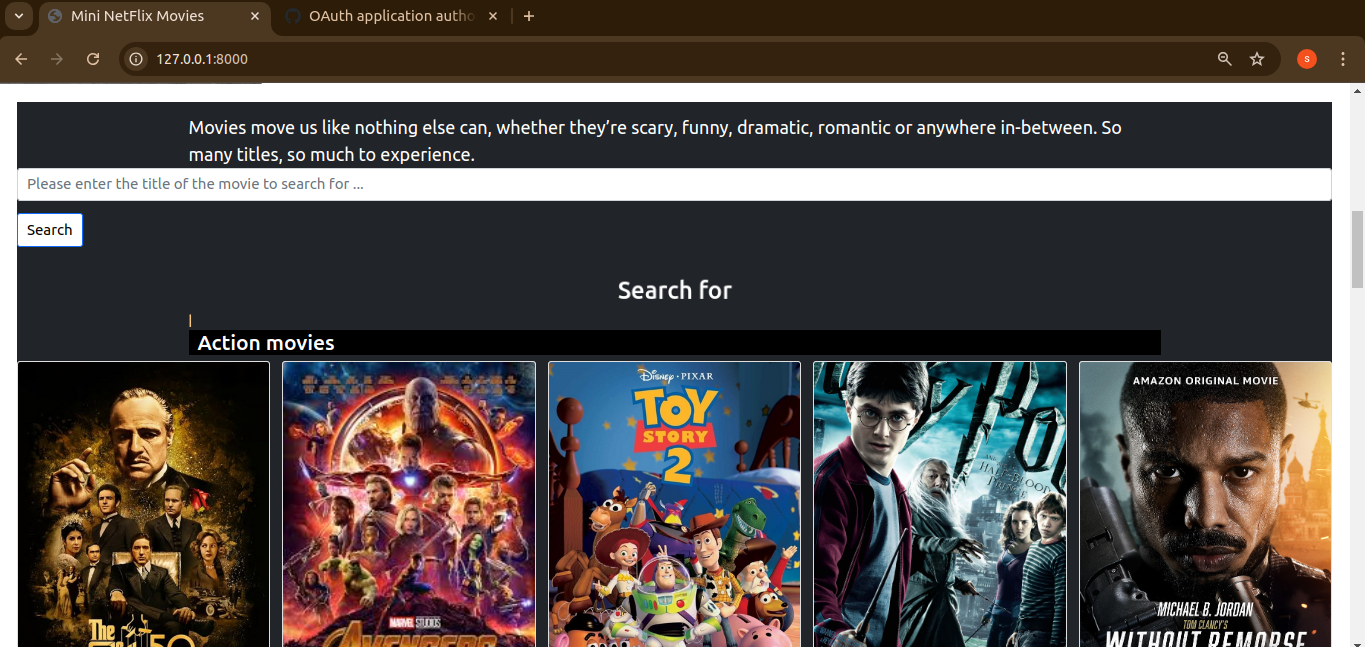 Mini NetFlix Movies
OAuth application autho
127.0.0.1:8000
S
Movies move us like nothing else can, whether they’re scary, funny, dramatic, romantic or anywhere in-between. So
many titles, so much to experience.
Please enter the title of the movie to search for ...
Search
Search for
|
Action movies
The
50
MARVEL STUDIOS
AVENGERS
Disney · PIXAR
TOY
STORY
2
HALF-BLOOD
PRINCE
AMAZON ORIGINAL MOVIE
MICHAEL B. JORDAN
TOM CLANCY'S
WITHOUT REMORSE